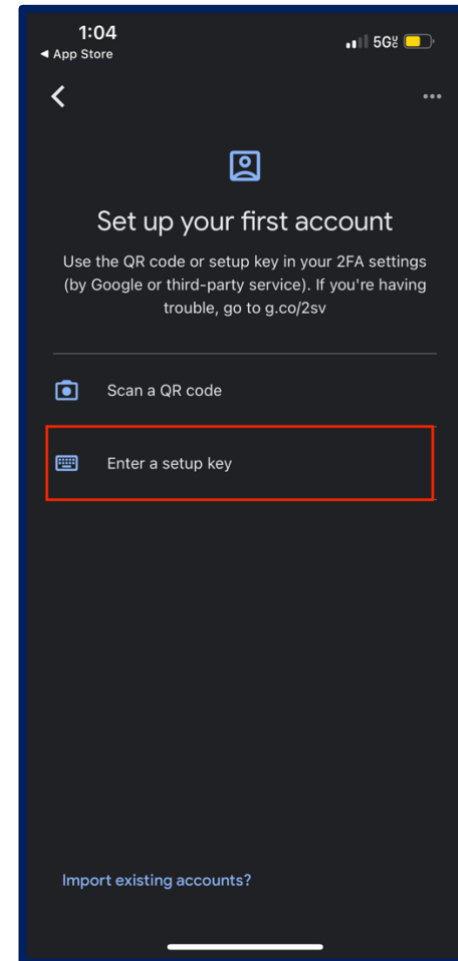 1:04
◀ App Store
5G
Set up your first account
Use the QR code or setup key in your 2FA settings
(by Google or third-party service). If you're having
trouble, go to g.co/2sv
Scan a QR code
Enter a setup key
Import existing accounts?